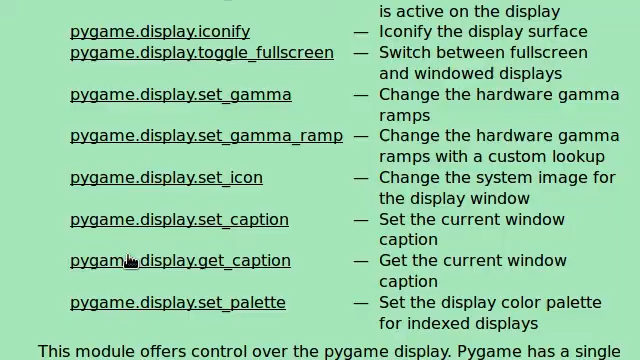 is active on the display
pygame.display.iconify — Iconify the display surface
pygame.display.toggle_fullscreen — Switch between fullscreen
and windowed displays
pygame.display.set_gamma — Change the hardware gamma
ramps
pygame.display.set_gamma_ramp — Change the hardware gamma
ramps with a custom lookup
pygame.display.set_icon — Change the system image for
the display window
pygame.display.set_caption — Set the current window
caption
pygame.display.get_caption — Get the current window
caption
pygame.display.set_palette — Set the display color palette
for indexed displays
This module offers control over the pygame display. Pygame has a single